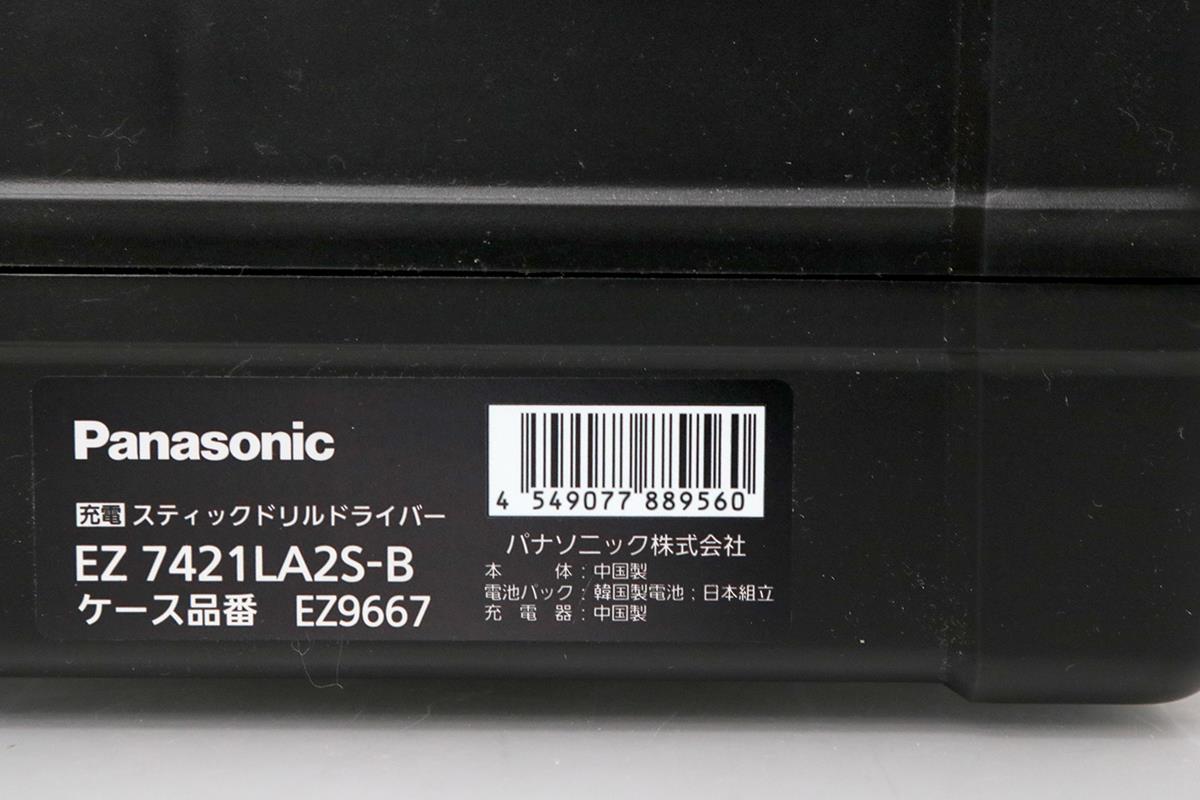 Panasonic
充電 スティックドリルドライバー
EZ 7421LA2S-B
ケース品番 EZ9667
4 549077 889560
パナソニック株式会社
本 体:中国製
電池パック:韓国製電池:日本組立
充 電 器:中国製